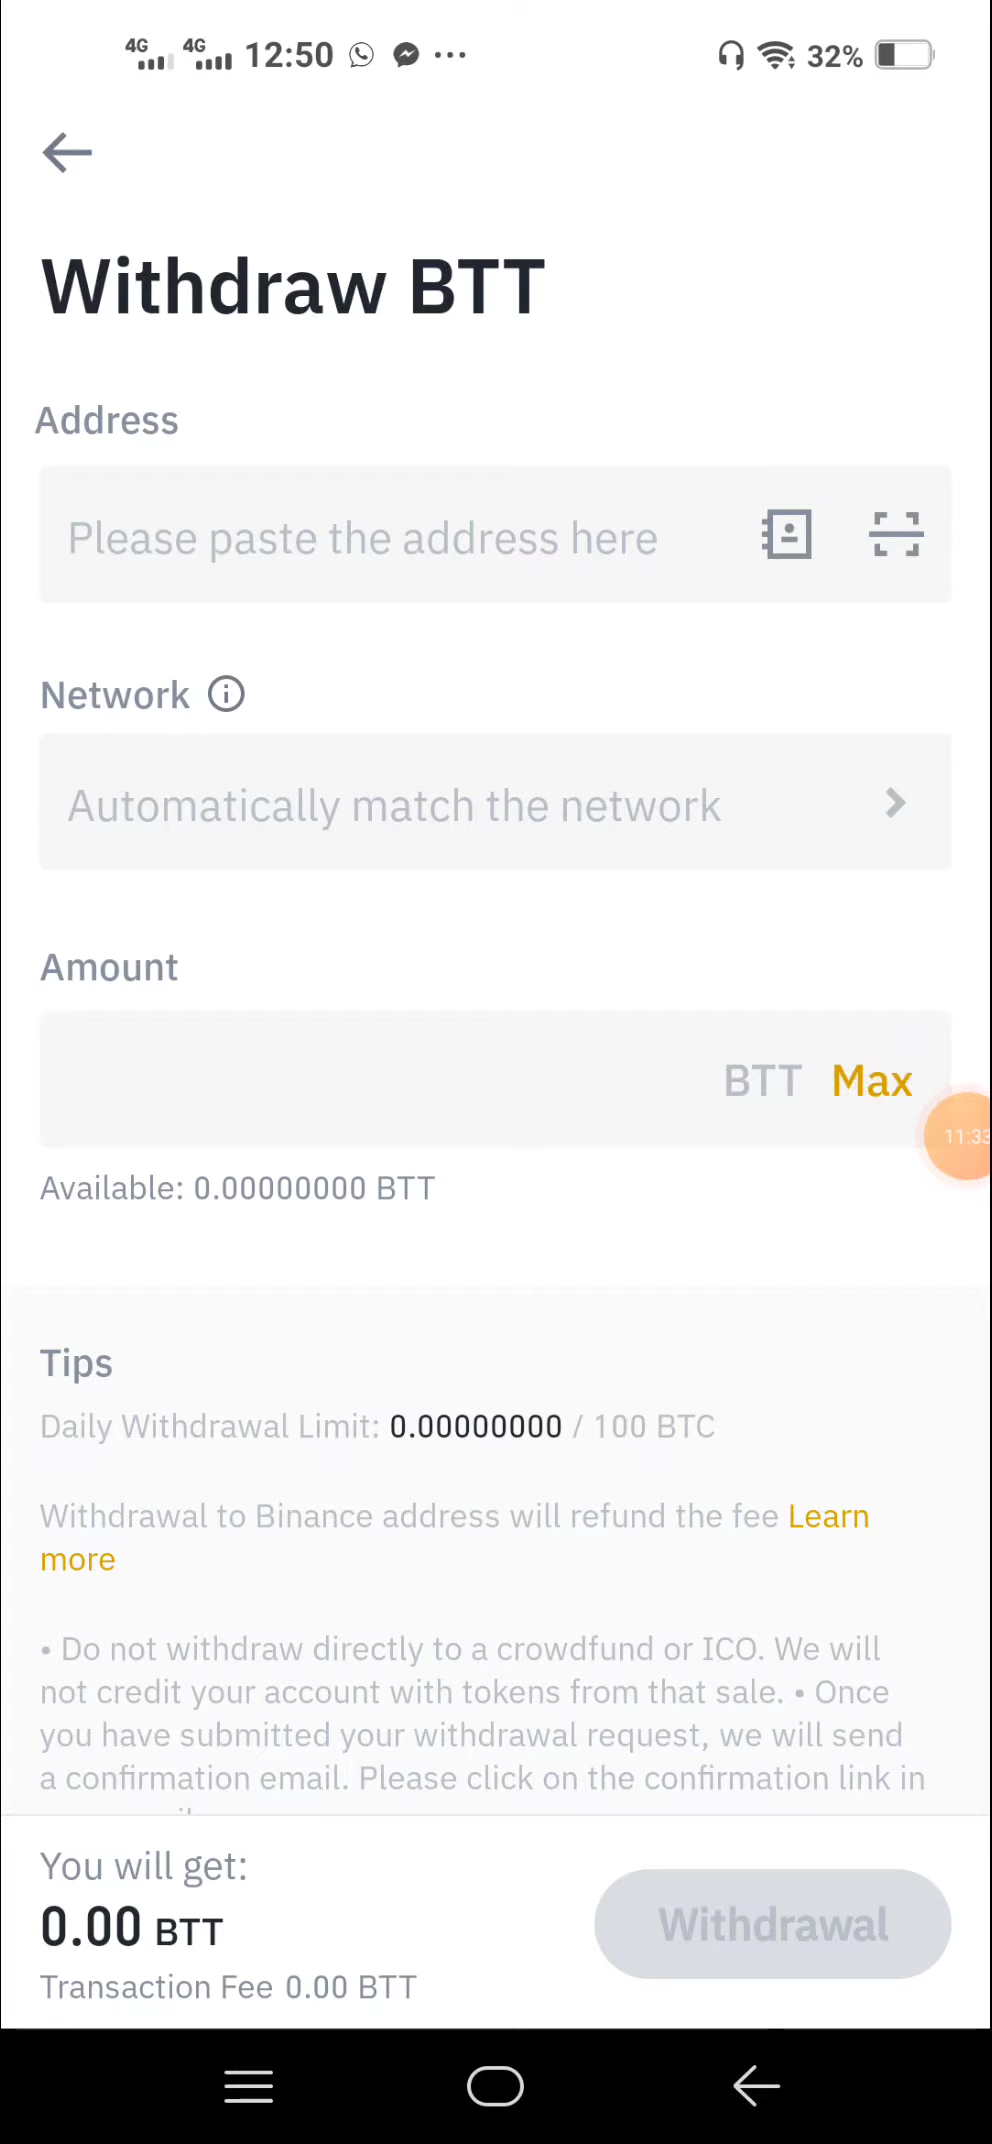 4G 4G 12:50 ... 32%
Withdraw BTT
Address
Please paste the address here
Network
Automatically match the network
Amount
BTT Max
11:33
Available: 0.00000000 BTT
Tips
Daily Withdrawal Limit: 0.00000000 / 100 BTC
Withdrawal to Binance address will refund the fee Learn
more
• Do not withdraw directly to a crowdfund or ICO. We will
not credit your account with tokens from that sale. • Once
you have submitted your withdrawal request, we will send
a confirmation email. Please click on the confirmation link in
You will get:
0.00 BTT
Withdrawal
Transaction Fee 0.00 BTT